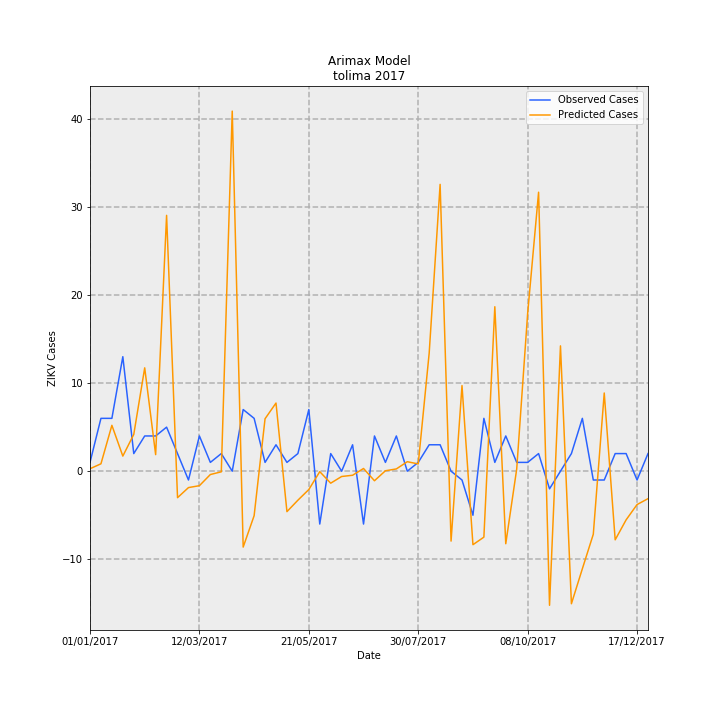 Arimax Model
tolima 2017
Observed Cases
Predicted Cases
40
30
20
10
0
−10
ZIKV Cases
01/01/2017 12/03/2017 21/05/2017 30/07/2017 08/10/2017 17/12/2017
Date